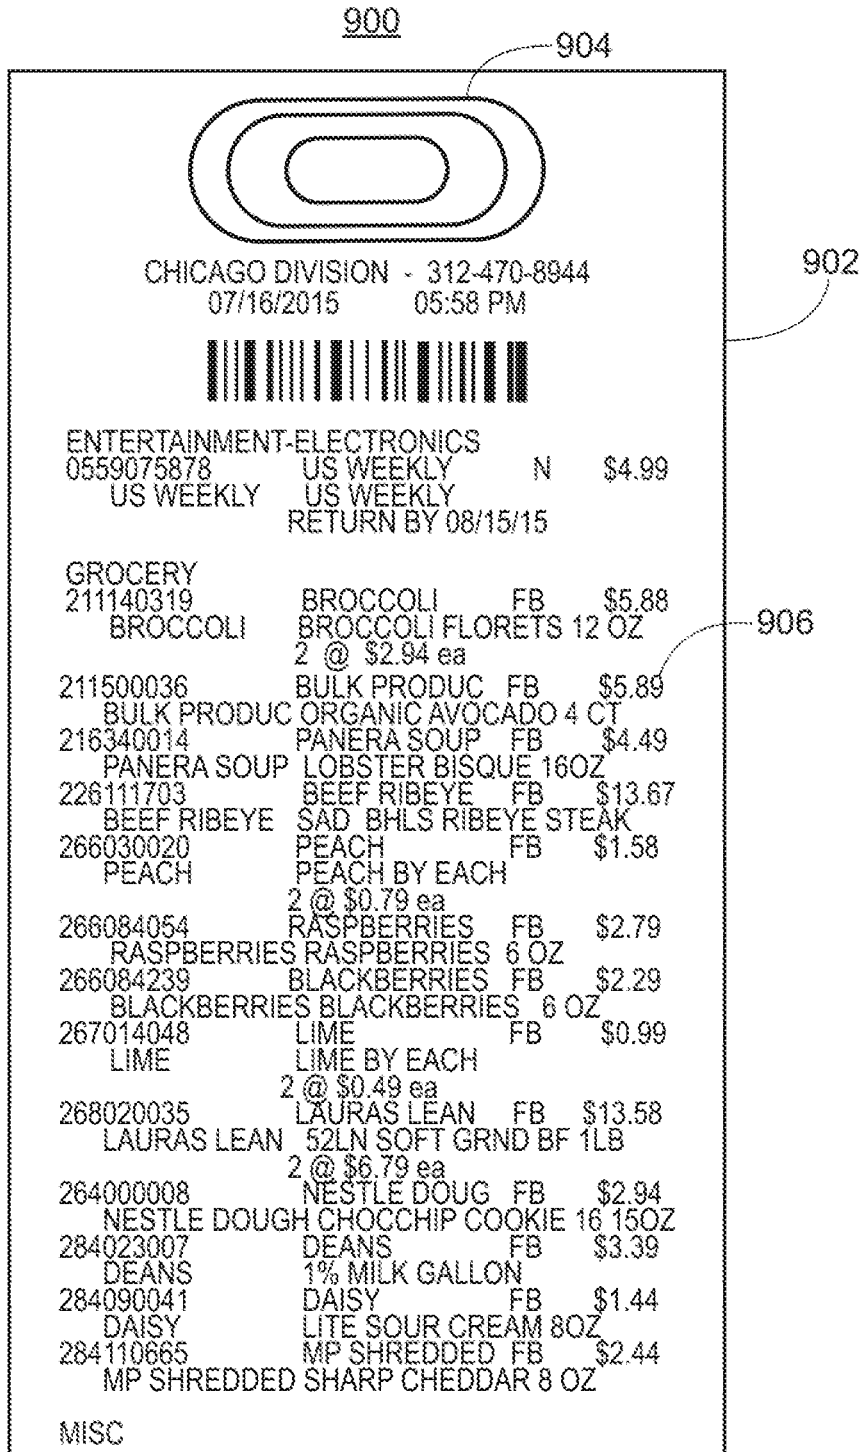 900
904
CHICAGO DIVISION - 312-470-8944
07/16/2015 05:58 PM
902
ENTERTAINMENT-ELECTRONICS
0559075878 US WEEKLY N $4.99
US WEEKLY US WEEKLY
RETURN BY 08/15/15
GROCERY
211140319 BROCCOLI FB $5.88
BROCCOLI BROCCOLI FLORETS 12 OZ
906
2 @ $2.94 ea
211500036 BULK PRODUC FB $5.89
BULK PRODUC ORGANIC AVOCADO 4 CT
216340014 PANERA SOUP FB $4.49
PANERA SOUP LOBSTER BISQUE 16OZ
226111703 BEEF RIBEYE FB $13.67
BEEF RIBEYE SAD BHLS RIBEYE STEAK
266030020 PEACH FB $1.58
PEACH PEACH BY EACH
2 @ $0.79 ea
266084054 RASPBERRIES FB $2.79
RASPBERRIES RASPBERRIES 6 OZ
266084239 BLACKBERRIES FB $2.29
BLACKBERRIES BLACKBERRIES 6 OZ
267014048 LIME FB $0.99
LIME LIME BY EACH
2 @ $0.49 ea
268020035 LAURAS LEAN FB $13.58
LAURAS LEAN 52LN SOFT GRND BF 1LB
2 @ $6.79 ea
264000008 NESTLE DOUG FB $2.94
NESTLE DOUGH CHOCCHIP COOKIE 16 15OZ
284023007 DEANS FB $3.39
DEANS 1% MILK GALLON
284090041 DAISY FB $1.44
DAISY LITE SOUR CREAM 8OZ
284110665 MP SHREDDED FB $2.44
MP SHREDDED SHARP CHEDDAR 8 OZ
MISC